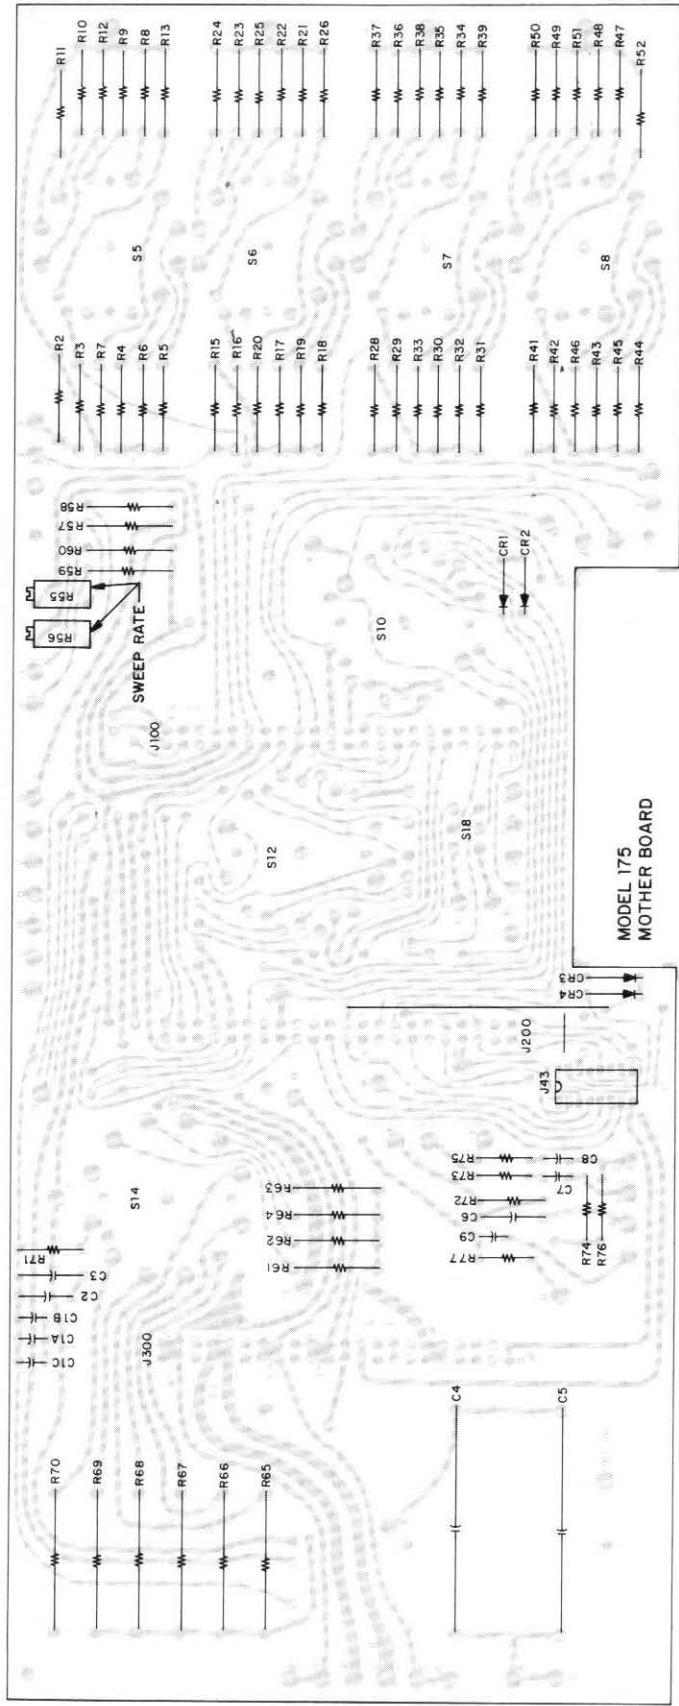 R11
R10
R12
R9
R8
R13
R24
R23
R25
R22
R21
R26
R37
R36
R38
R35
R34
R39
R50
R49
R51
R48
R47
R52
S5
S6
S7
S8
R2
R3
R7
R4
R6
R5
R15
R16
R20
R17
R19
R18
R28
R29
R33
R30
R32
R31
R41
R42
R46
R43
R45
R44
R58
R57
R60
R59
R55
R56
SWEEP RATE
CR1
CR2
S10
J100
S12
S18
MODEL 175
MOTHER BOARD
CR3
CR4
J200
J43
S14
R63
R64
R62
R61
R75
R73
R72
C6
C9
R77
C8
C7
R74
R76
R71
C3
C2
C1B
C1A
C1C
J300
R70
R69
R68
R67
R66
R65
C4
C5